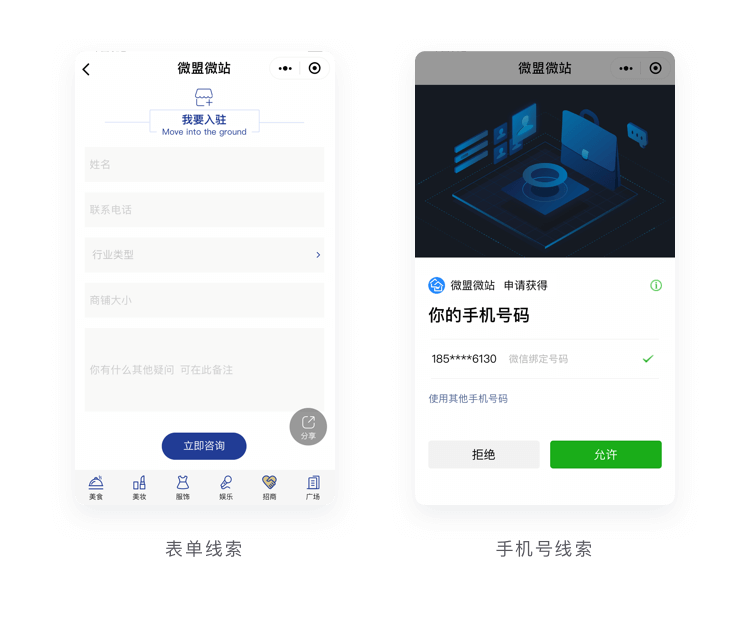 微盟微站
我要入驻
Move into the ground
姓名
联系电话
行业类型
商铺大小
你有什么其他疑问 可在此备注
分享
立即咨询
美食 美妆 服饰 娱乐 招商 广场
表单线索
微盟微站
微盟微站 申请获得
你的手机号码
185****6130 微信绑定号码
使用其他手机号码
拒绝 允许
手机号线索